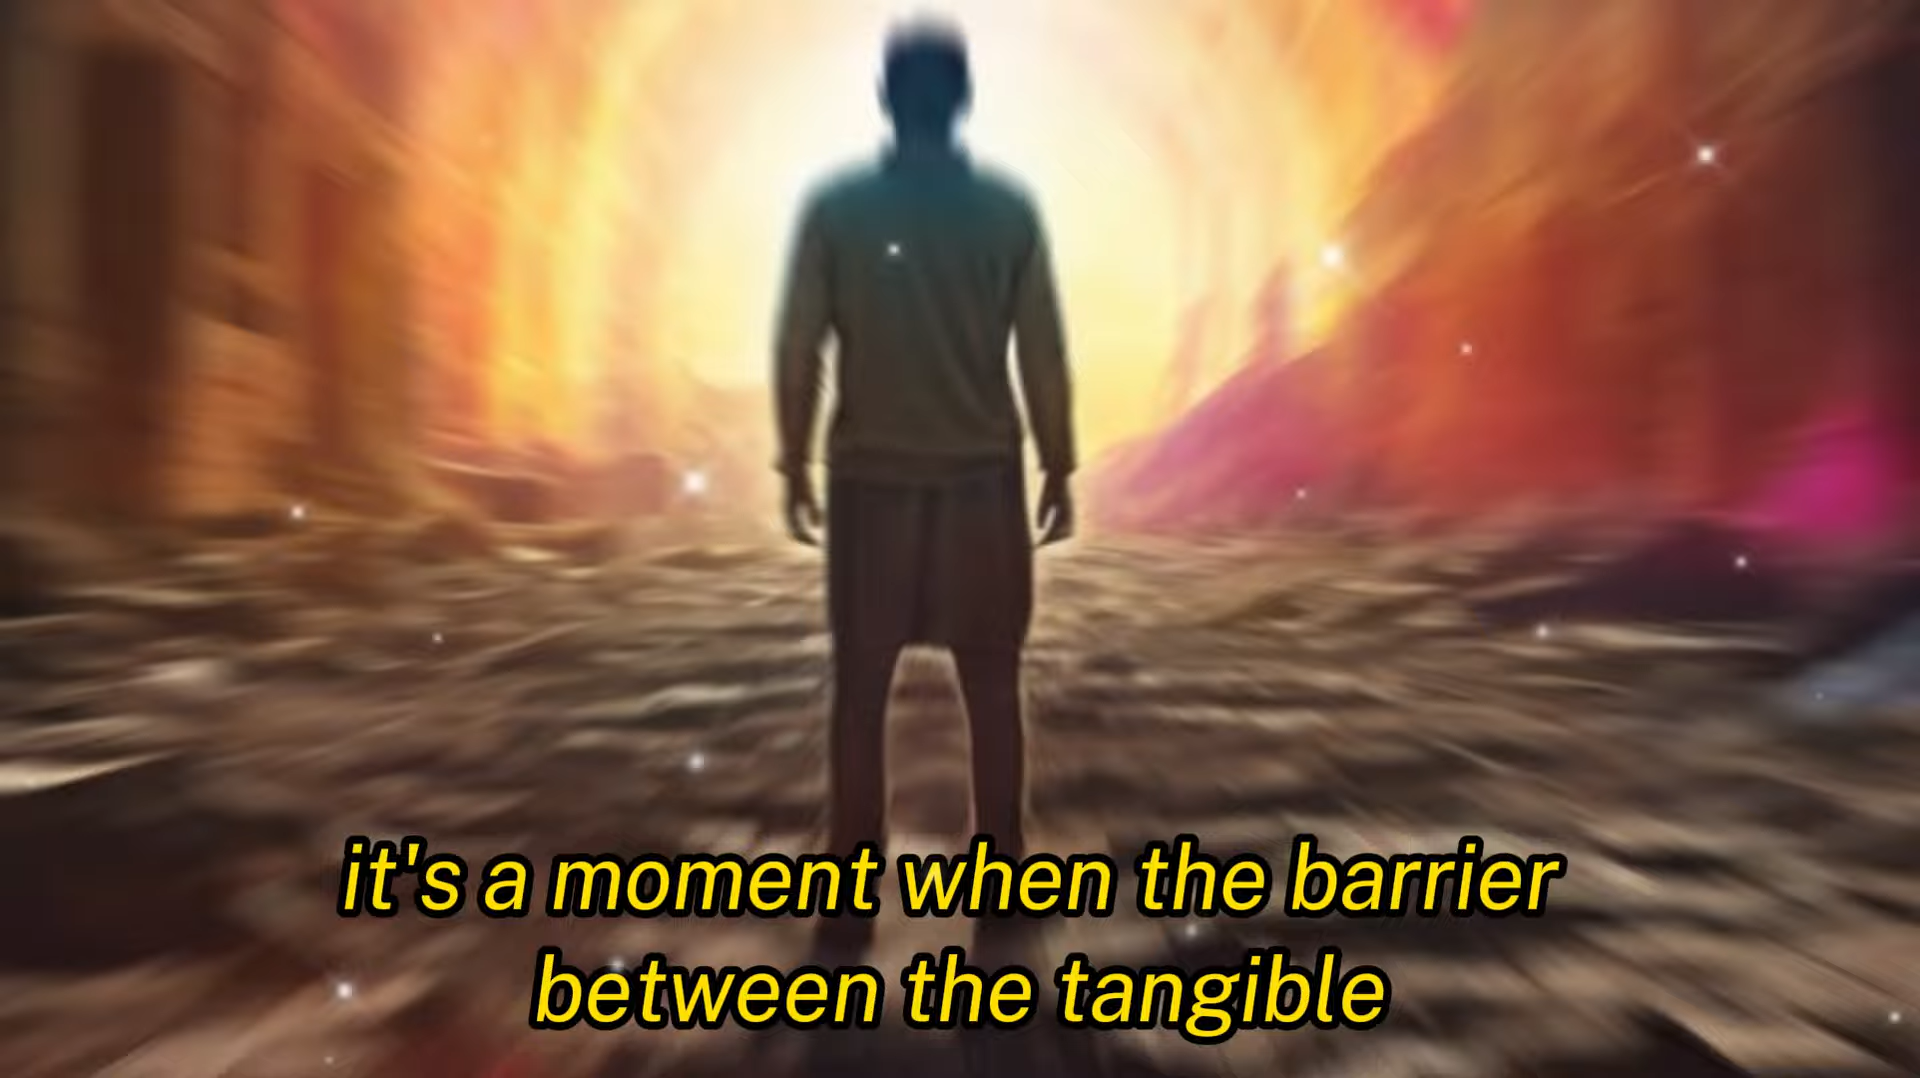 it's a moment when the barrier
between the tangible